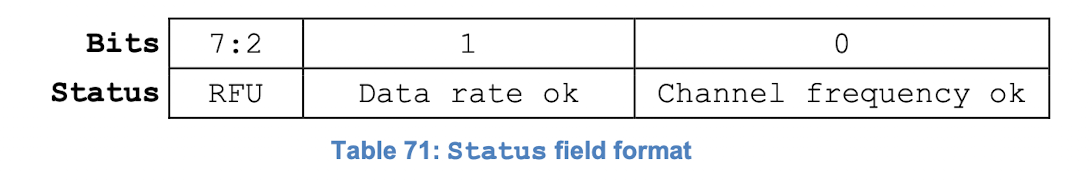 Bits 7:2 1 0
Status RFU Data rate ok Channel frequency ok
Table 71: Status field format